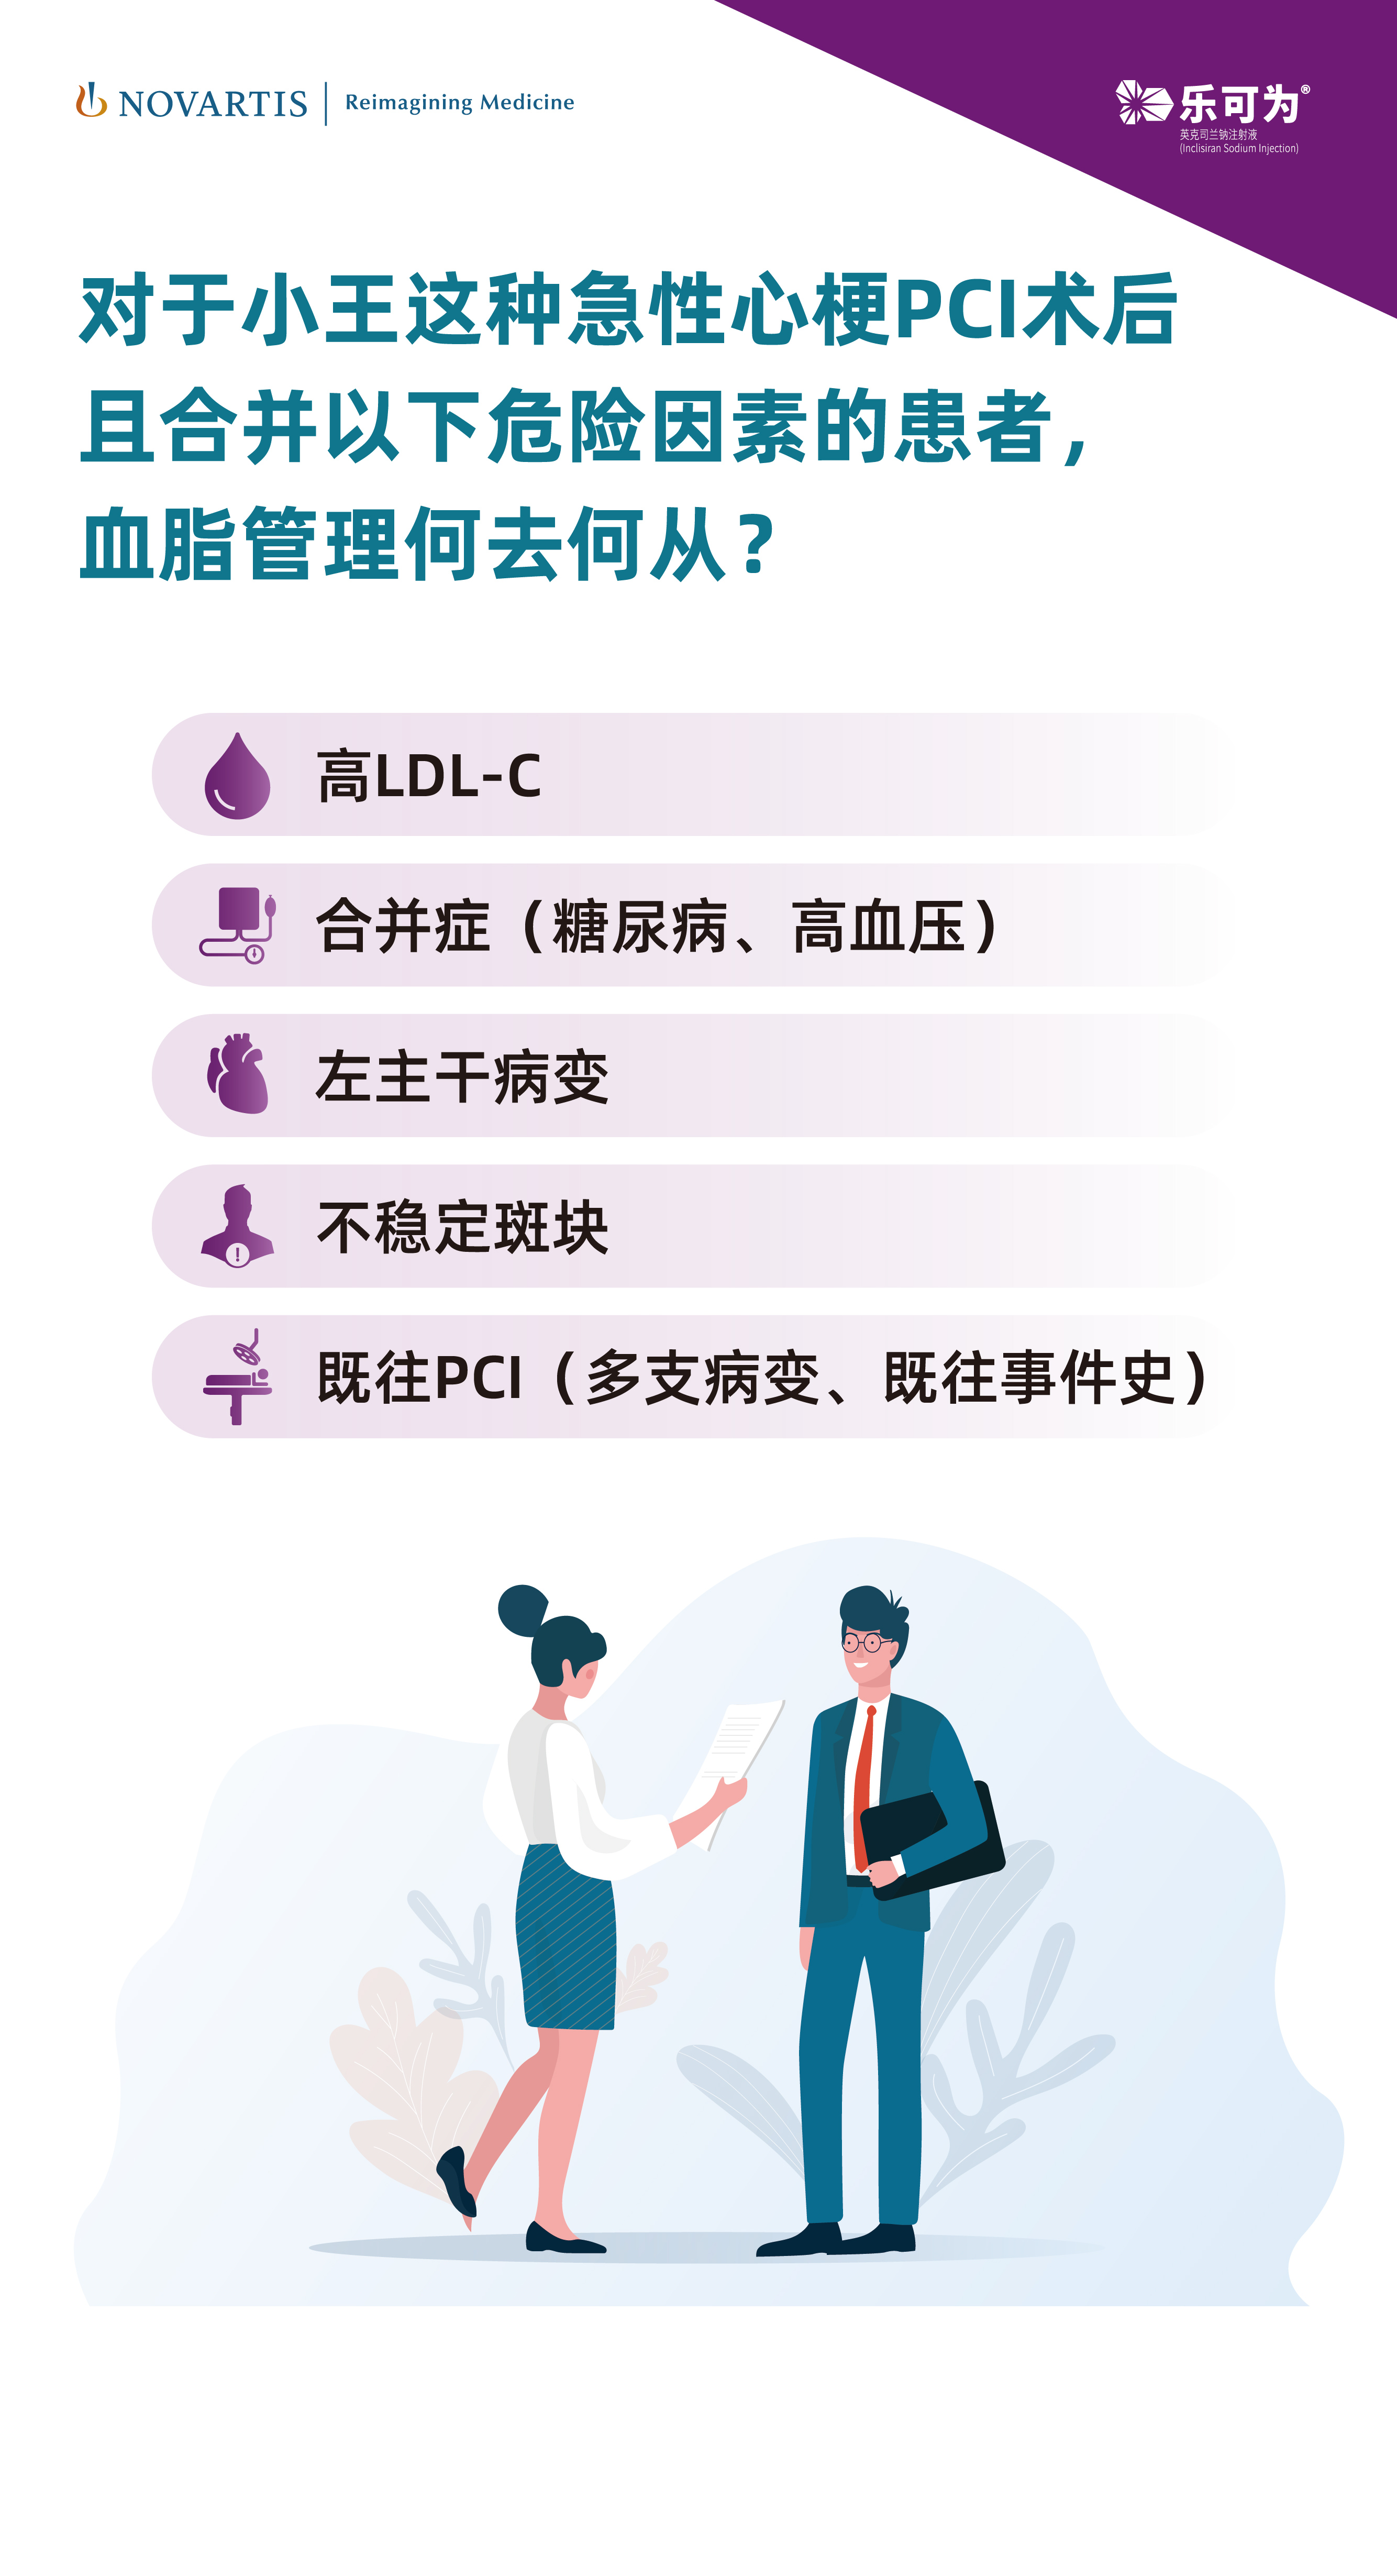 NOVARTIS | Reimagining Medicine
乐可为®
英克司兰钠注射液
(Inclisiran Sodium Injection)
对于小王这种急性心梗PCI术后
且合并以下危险因素的患者，
血脂管理何去何从？
高LDL-C
合并症（糖尿病、高血压）
左主干病变
不稳定斑块
既往PCI（多支病变、既往事件史）